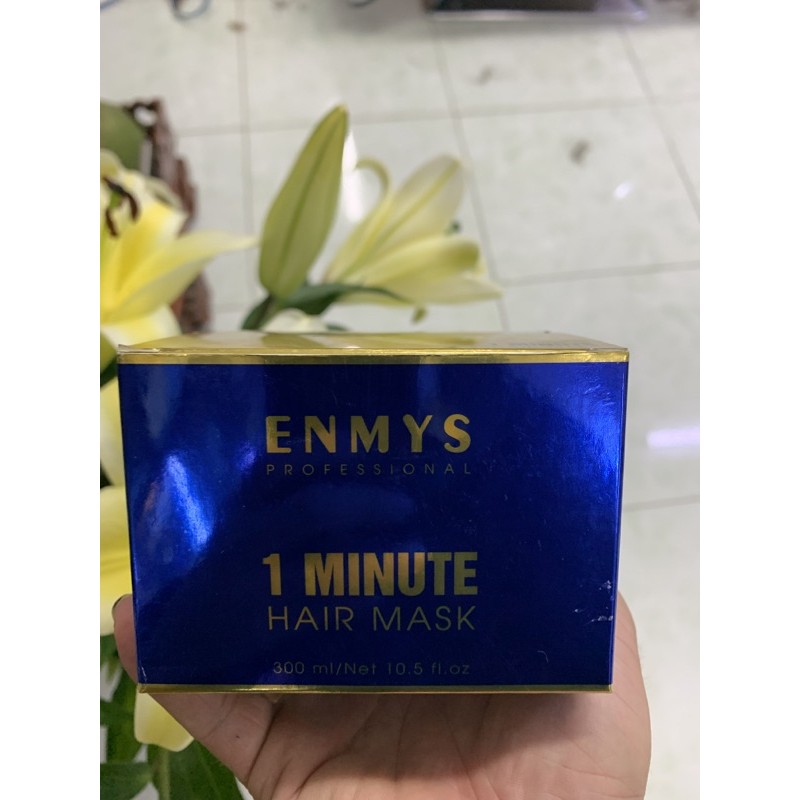 ENMYS
PROFESSIONAL
1 MINUTE
HAIR MASK
300 ml/Net 10.5 fl.oz